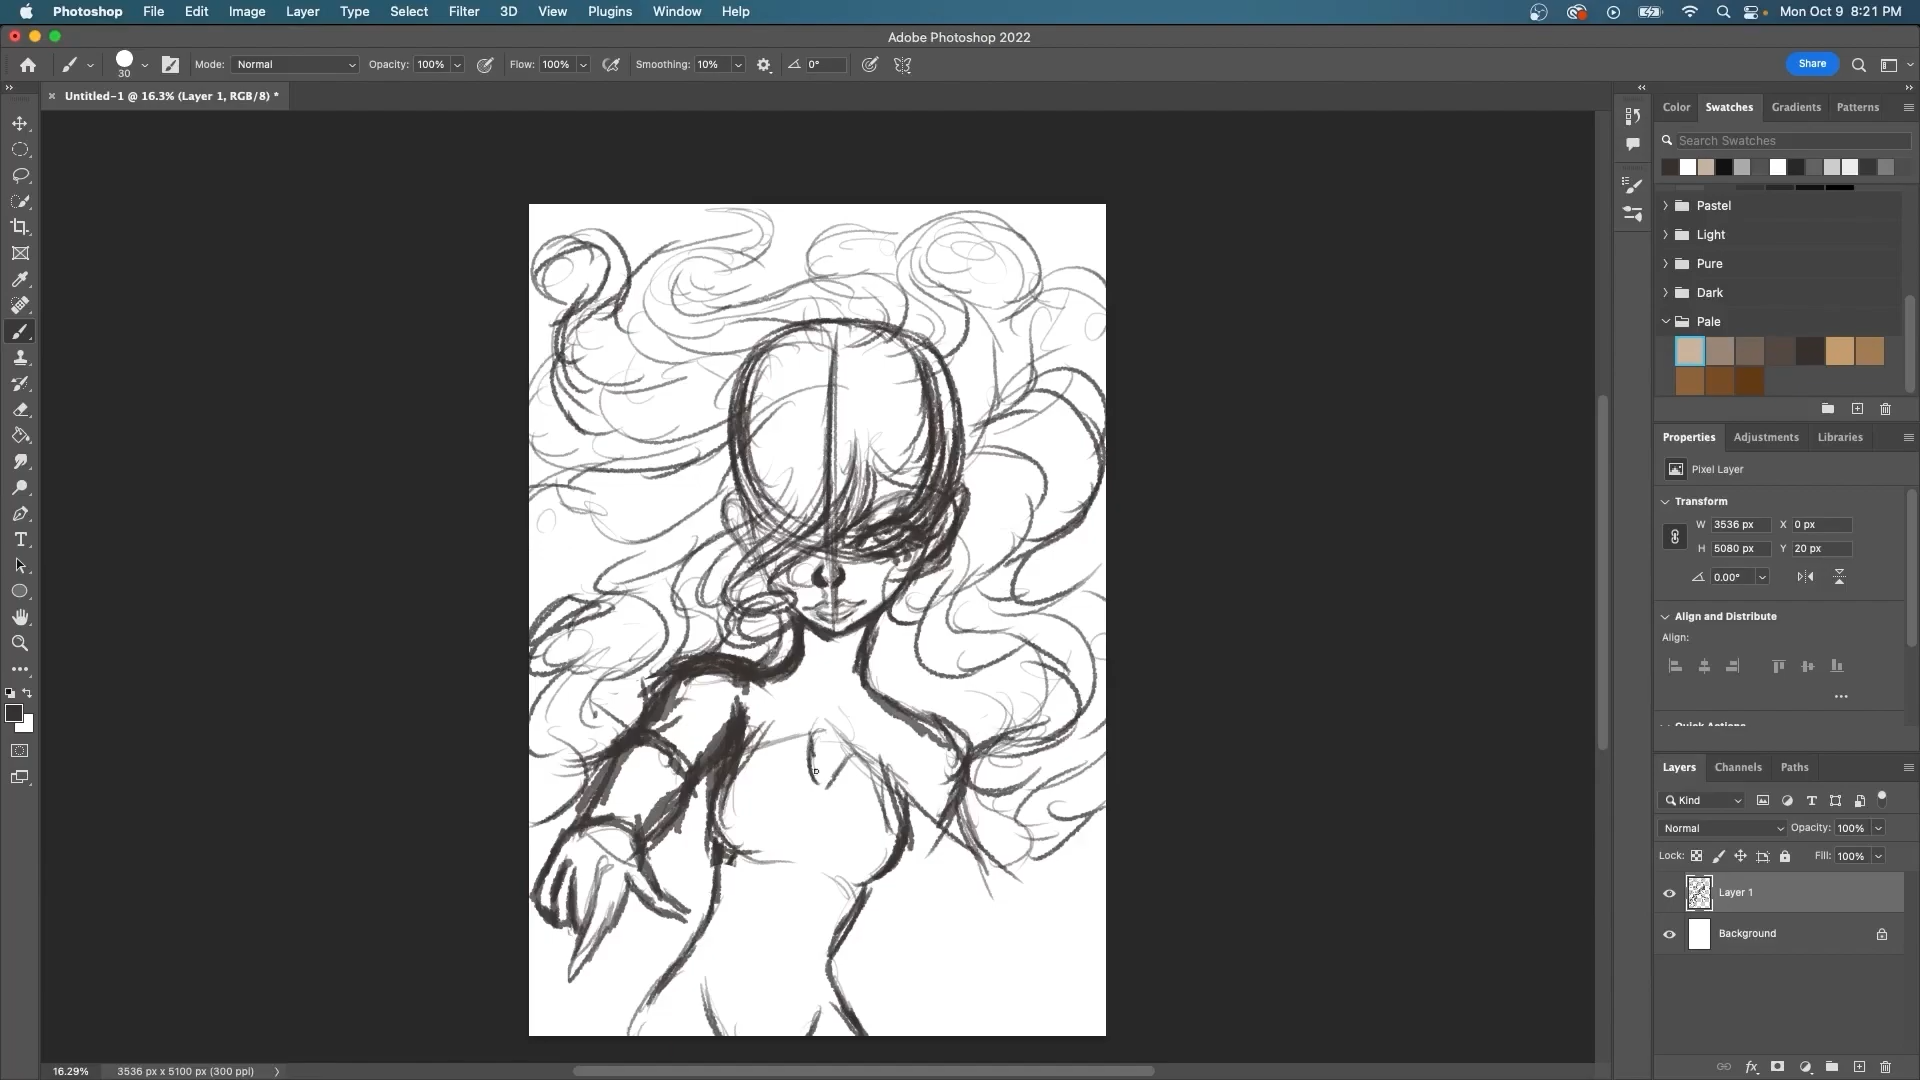 Photoshop File Edit Image Layer Type Select Filter 3D View Plugins Window Help Mon Oct 9 8:21 PM
Adobe Photoshop 2022
30 Mode: Normal Opacity: 100% Flow: 100% Smoothing: 10% 0° Share
Untitled-1 @ 16.3% (Layer 1, RGB/8) *
Color Swatches Gradients Patterns
Search Swatches
Pastel
Light
Pure
Dark
Pale
Properties Adjustments Libraries
Pixel Layer
Transform
W 3536 px X 0 px
H 5080 px Y 20 px
0.00°
Align and Distribute
Align:
Quick Actions
Layers Channels Paths
Kind
Normal Opacity: 100%
Lock: Fill: 100%
Layer 1
Background
16.29% 3536 px x 5100 px (300 ppi)